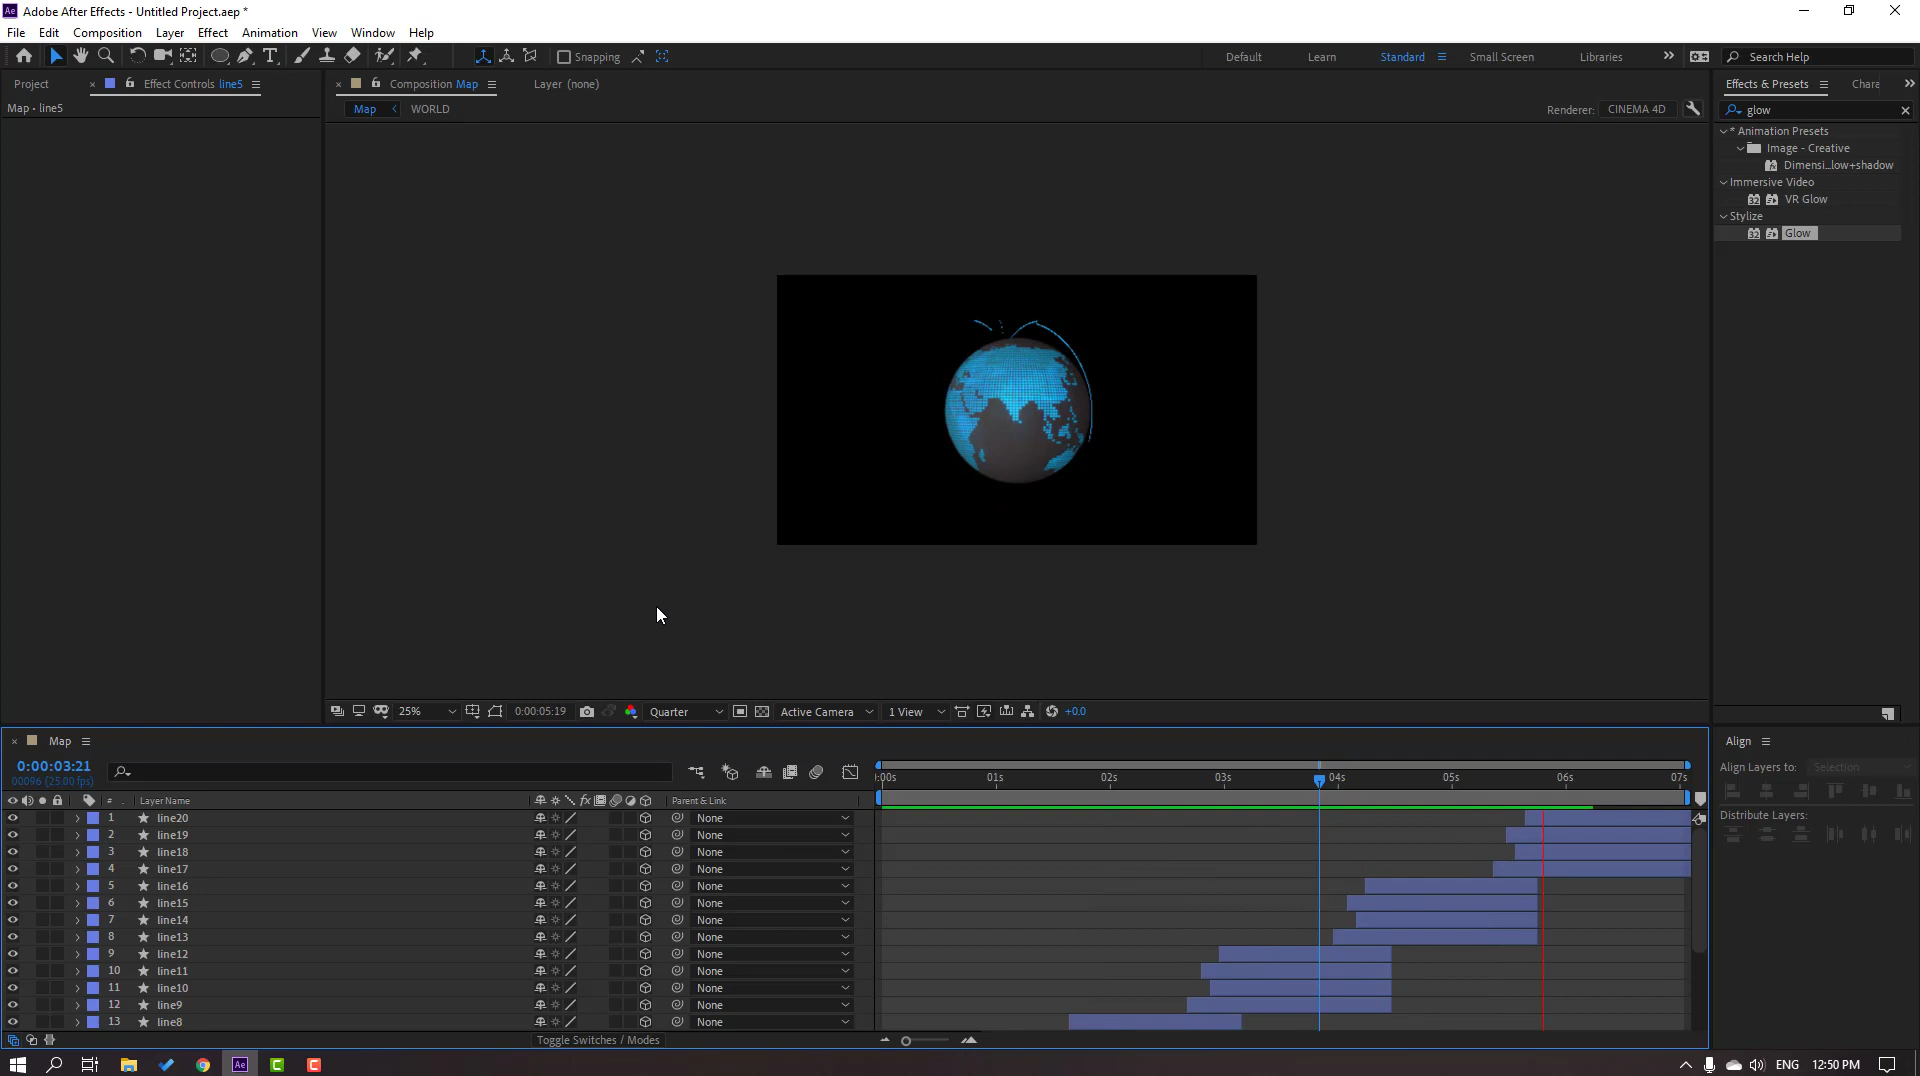 Adobe After Effects - Untitled Project.aep *
File Edit Composition Layer Effect Animation View Window Help
Snapping
Default Learn Standard Small Screen Libraries
Search Help
Project
Effect Controls line5
Composition Map
Layer (none)
Effects & Presets
Chara
Map • line5
Map
WORLD
Renderer: CINEMA 4D
glow
* Animation Presets
Image - Creative
Dimensi...low+shadow
Immersive Video
VR Glow
Stylize
Glow
25%
0:00:05:19
Quarter
Active Camera
1 View
+0.0
Map
Align
0:00:03:21
00096 (25.00 fps)
:00s 01s 02s 03s 04s 05s 06s 07s
Align Layers to: Selection
# Layer Name Parent & Link
Distribute Layers:
1 line20 None
2 line19 None
3 line18 None
4 line17 None
5 line16 None
6 line15 None
7 line14 None
8 line13 None
9 line12 None
10 line11 None
11 line10 None
12 line9 None
13 line8 None
Toggle Switches / Modes
ENG 12:50 PM